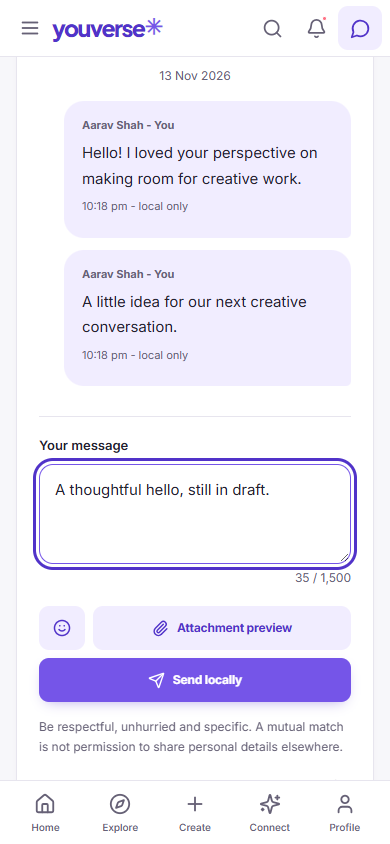 youverse
13 Nov 2026
Aarav Shah - You
Hello! I loved your perspective on
making room for creative work.
10:18 pm - local only
Aarav Shah - You
A little idea for our next creative
conversation.
10:18 pm - local only
Your message
A thoughtful hello, still in draft.
35 / 1,500
Attachment preview
Send locally
Be respectful, unhurried and specific. A mutual match
is not permission to share personal details elsewhere.
Home Explore Create Connect Profile